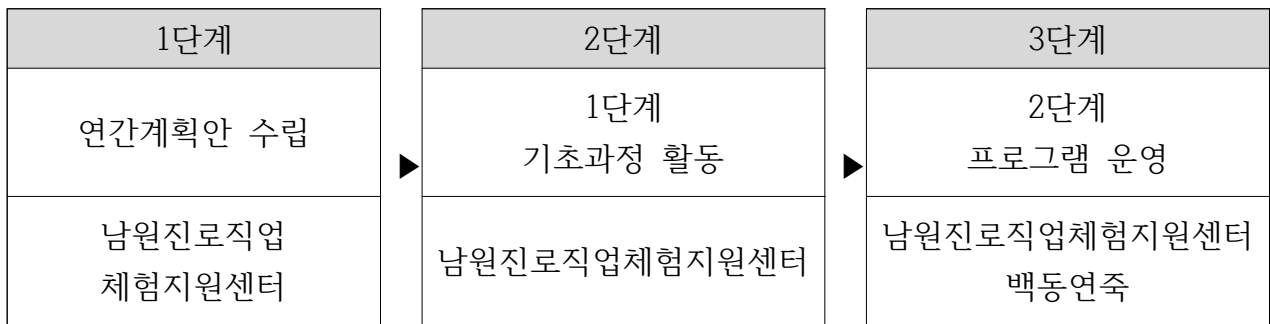 1단계
연간계획안 수립
남원진로직업
체험지원센터
▶
2단계
1단계
기초과정 활동
남원진로직업체험지원센터
▶
3단계
2단계
프로그램 운영
남원진로직업체험지원센터
백동연죽